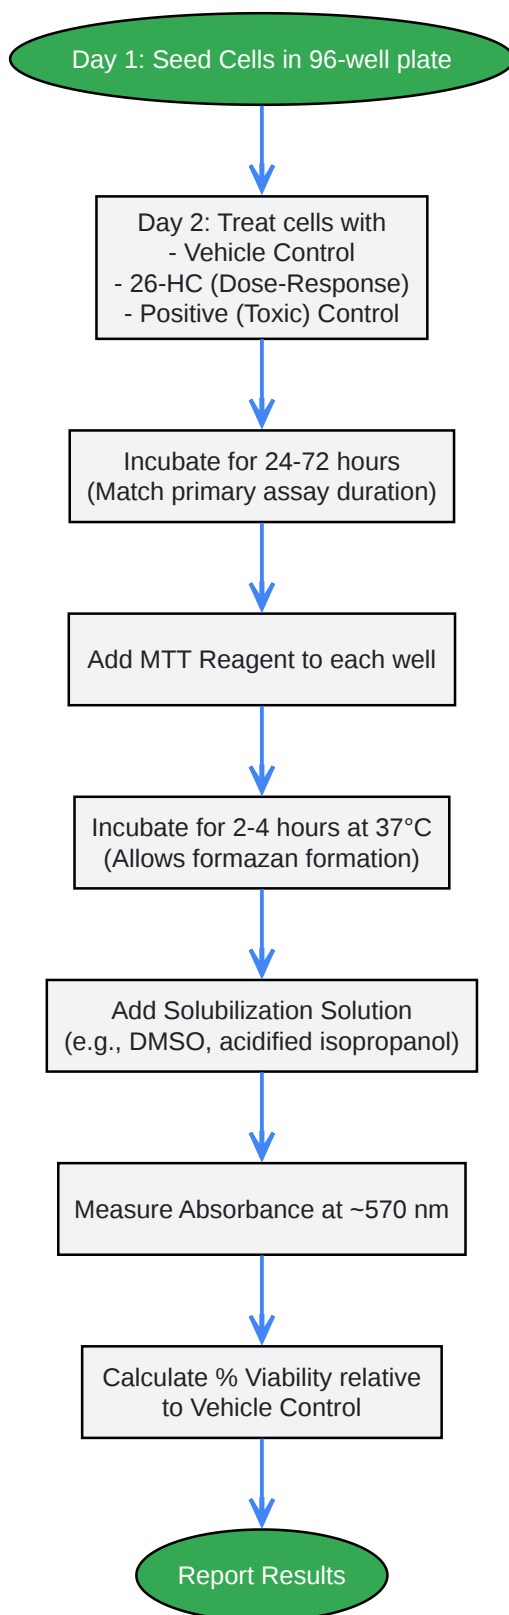 Day 1: Seed Cells in 96-well plate
Day 2: Treat cells with
- Vehicle Control
- 26-HC (Dose-Response)
- Positive (Toxic) Control
Incubate for 24-72 hours
(Match primary assay duration)
Add MTT Reagent to each well
Incubate for 2-4 hours at 37°C
(Allows formazan formation)
Add Solubilization Solution
(e.g., DMSO, acidified isopropanol)
Measure Absorbance at ~570 nm
Calculate % Viability relative
to Vehicle Control
Report Results